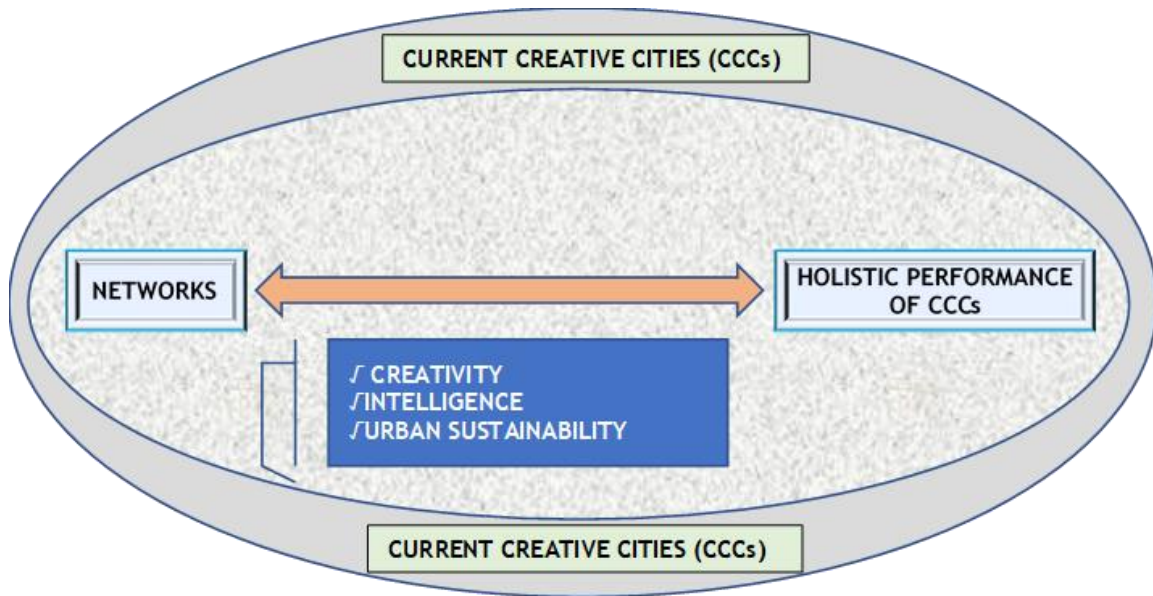 CURRENT CREATIVE CITIES (CCCs)
NETWORKS
HOLISTIC PERFORMANCE
OF CCCs
√ CREATIVITY
√INTELLIGENCE
√URBAN SUSTAINABILITY
CURRENT CREATIVE CITIES (CCCs)